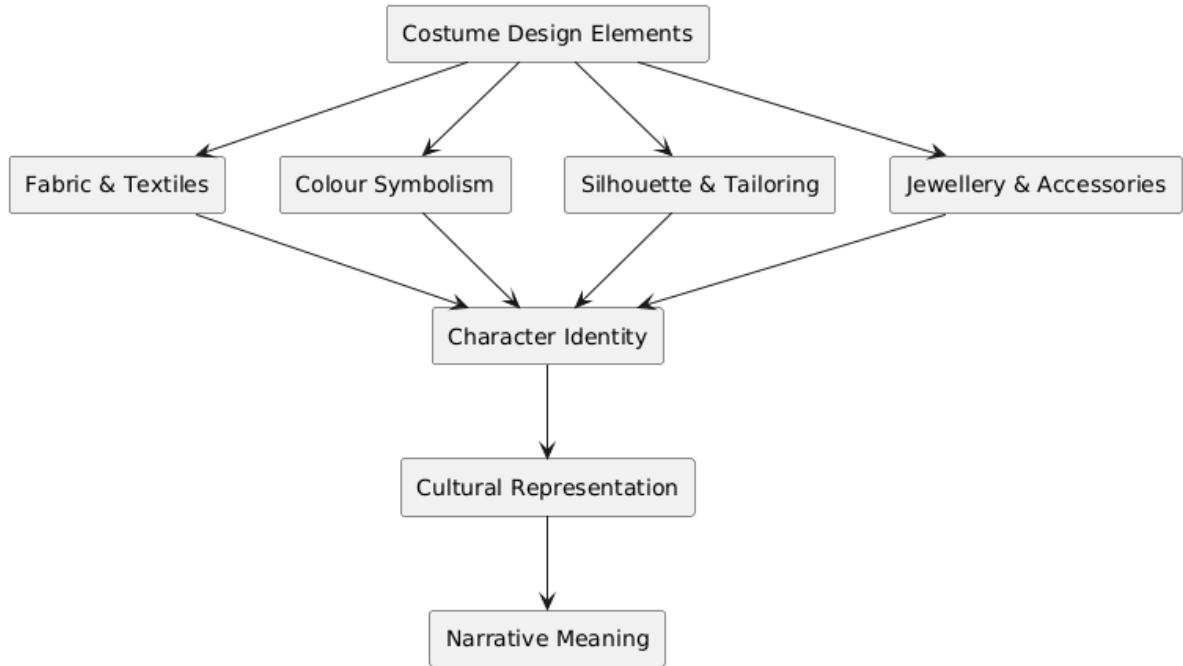 Costume Design Elements
Fabric & Textiles
Colour Symbolism
Silhouette & Tailoring
Jewellery & Accessories
Character Identity
Cultural Representation
Narrative Meaning